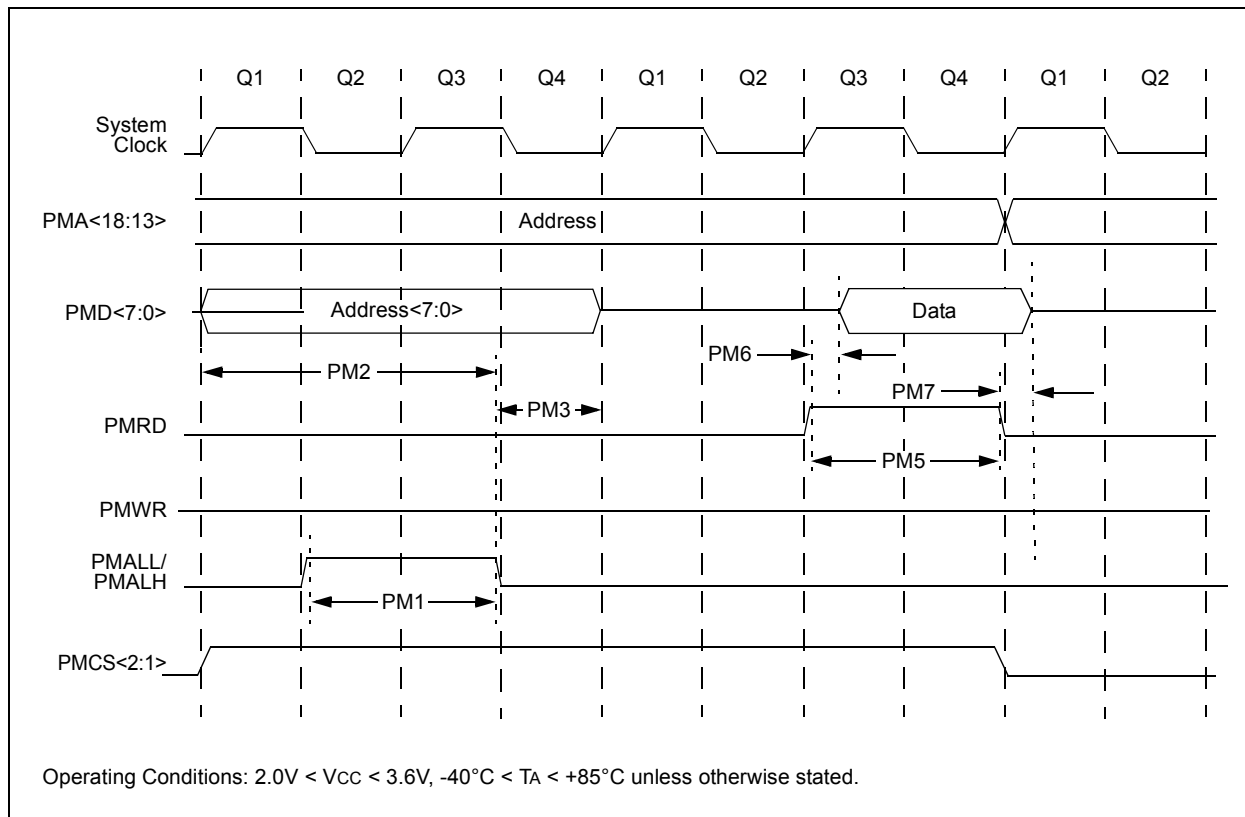 Q1 Q2 Q3 Q4 Q1 Q2 Q3 Q4 Q1 Q2
System
Clock
PMA<18:13>
Address
PMD<7:0>
Address<7:0>
Data
PM6
PM2
PM7
PM3
PMRD
PM5
PMWR
PMALL/
PMALH
PM1
PMCS<2:1>
Operating Conditions: 2.0V < VCC < 3.6V, -40°C < TA < +85°C unless otherwise stated.